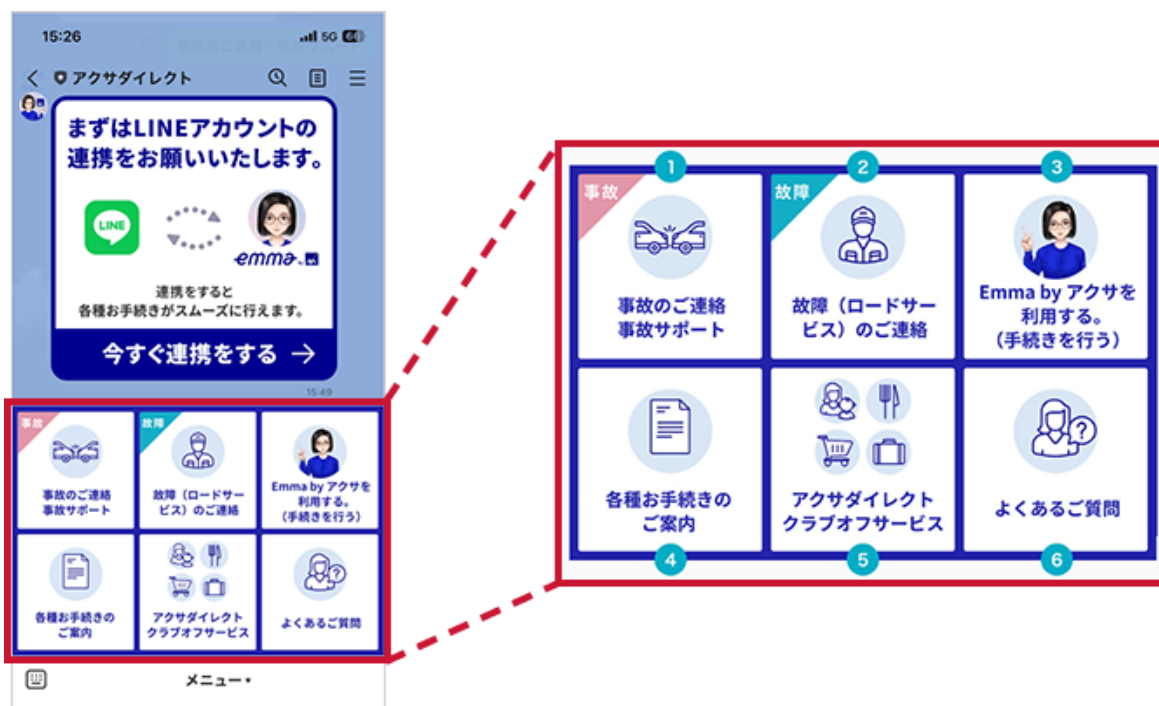 15:26
5G
アクサダイレクト
まずはLINEアカウントの
連携をお願いいたします。
LINE
emma
連携をすると
各種お手続きがスムーズに行えます。
今すぐ連携をする →
15:49
事故
事故のご連絡
事故サポート
故障
故障（ロードサー
ビス）のご連絡
Emma by アクサを
利用する。
（手続きを行う）
各種お手続きの
ご案内
アクサダイレクト
クラブオフサービス
よくあるご質問
メニュー▾
1
事故
事故のご連絡
事故サポート
2
故障
故障（ロードサー
ビス）のご連絡
3
Emma by アクサを
利用する。
（手続きを行う）
各種お手続きの
ご案内
4
アクサダイレクト
クラブオフサービス
5
よくあるご質問
6